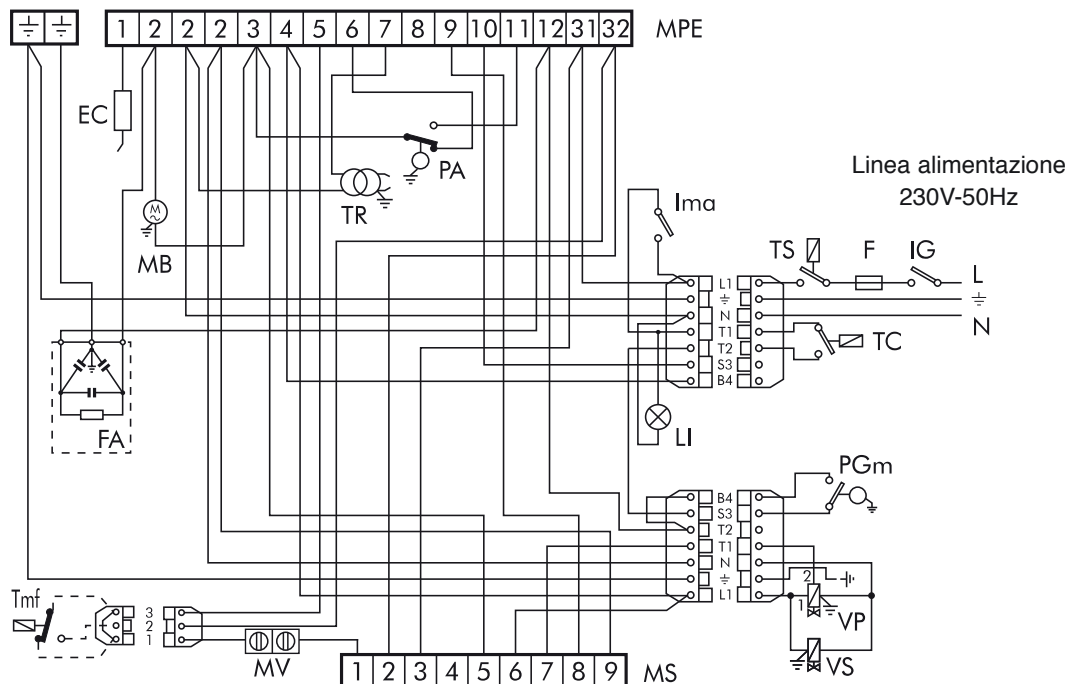 1 2 2 2 3 4 5 6 7 8 9 10 11 12 31 32 MPE
EC
PA
TR
M
~
MB
Linea alimentazione
230V-50Hz
Ima
TS F IG
L
N
L1
N
T1
T2
S3
B4
TC
FA
LI
PGm
B4
S3
T2
T1
N
L1
2
1
VP
VS
Tmf
3
2
1
MV
1 2 3 4 5 6 7 8 9 MS